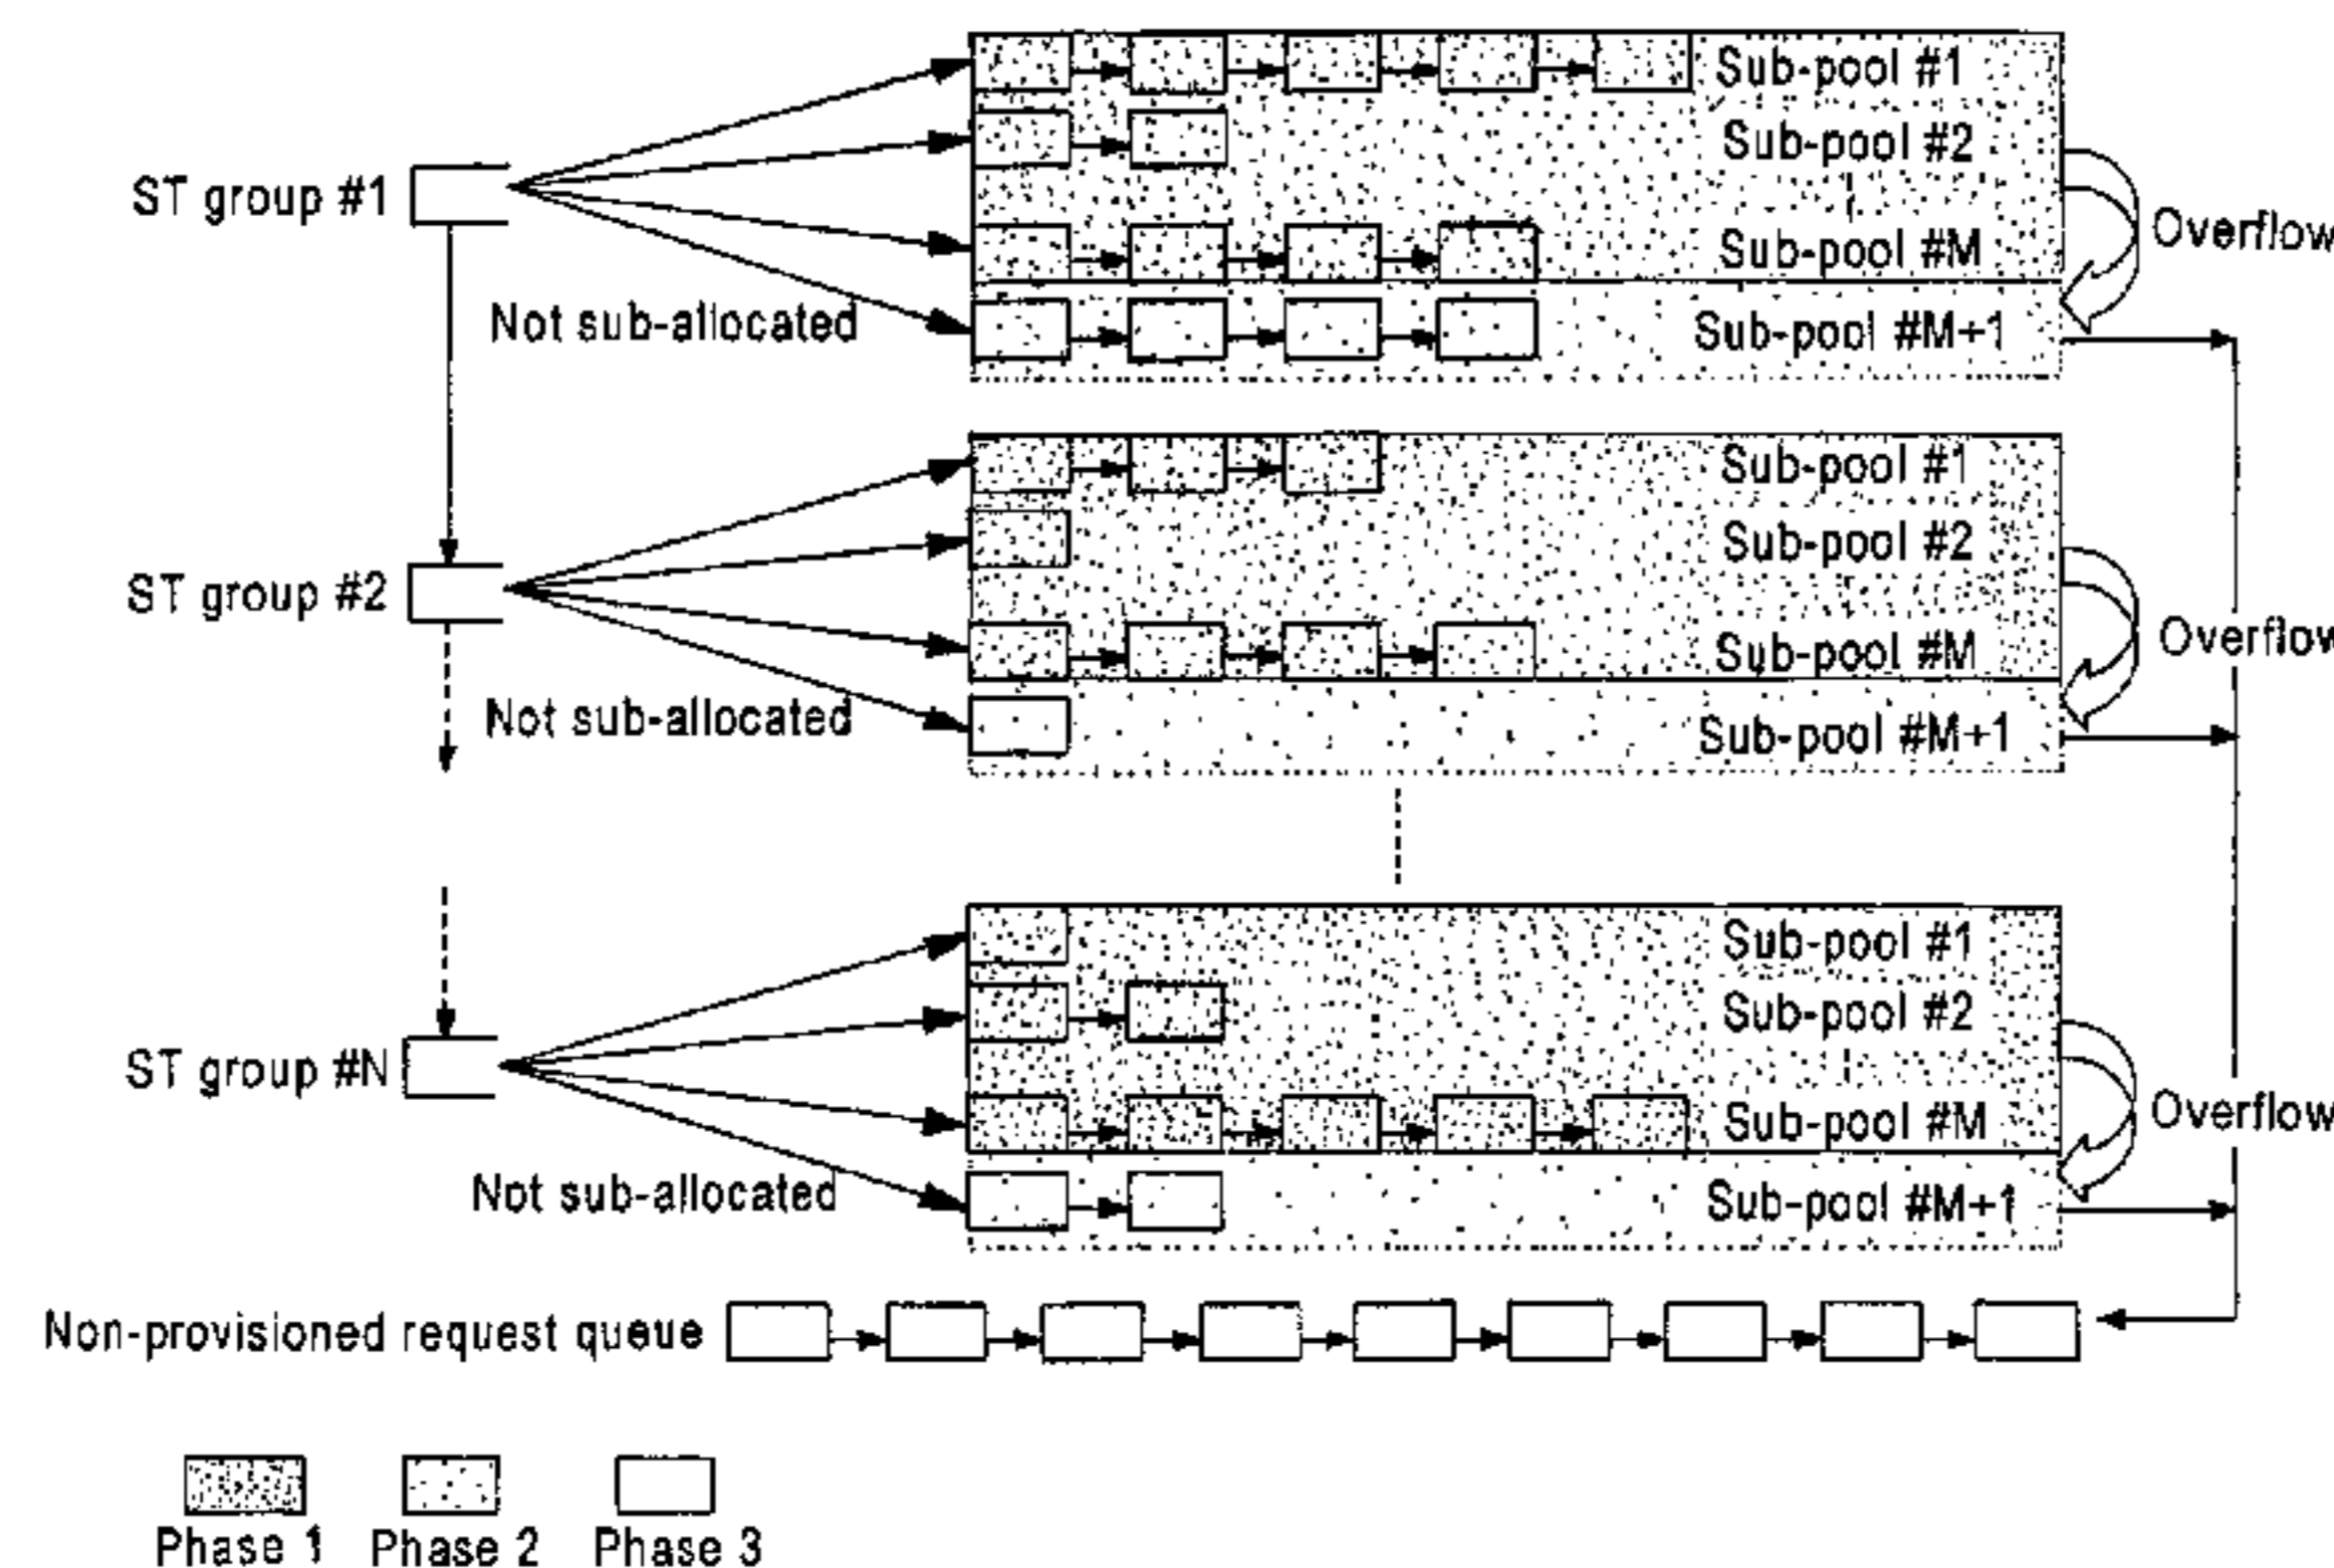 Sub-pool #1
Sub-pool #2
ST group #1
Overflow
Sub-pool #M
Not sub-allocated
Sub-pool #M+1
Sub-pool #1
Sub-pool #2
ST group #2
Overflow
Sub-pool #M
Not sub-allocated
Sub-pool #M+1
Sub-pool #1
Sub-pool #2
ST group #N
Overflow
Sub-pool #M
Not sub-allocated
Sub-pool #M+1
Non-provisioned request queue
Phase 1 Phase 2 Phase 3